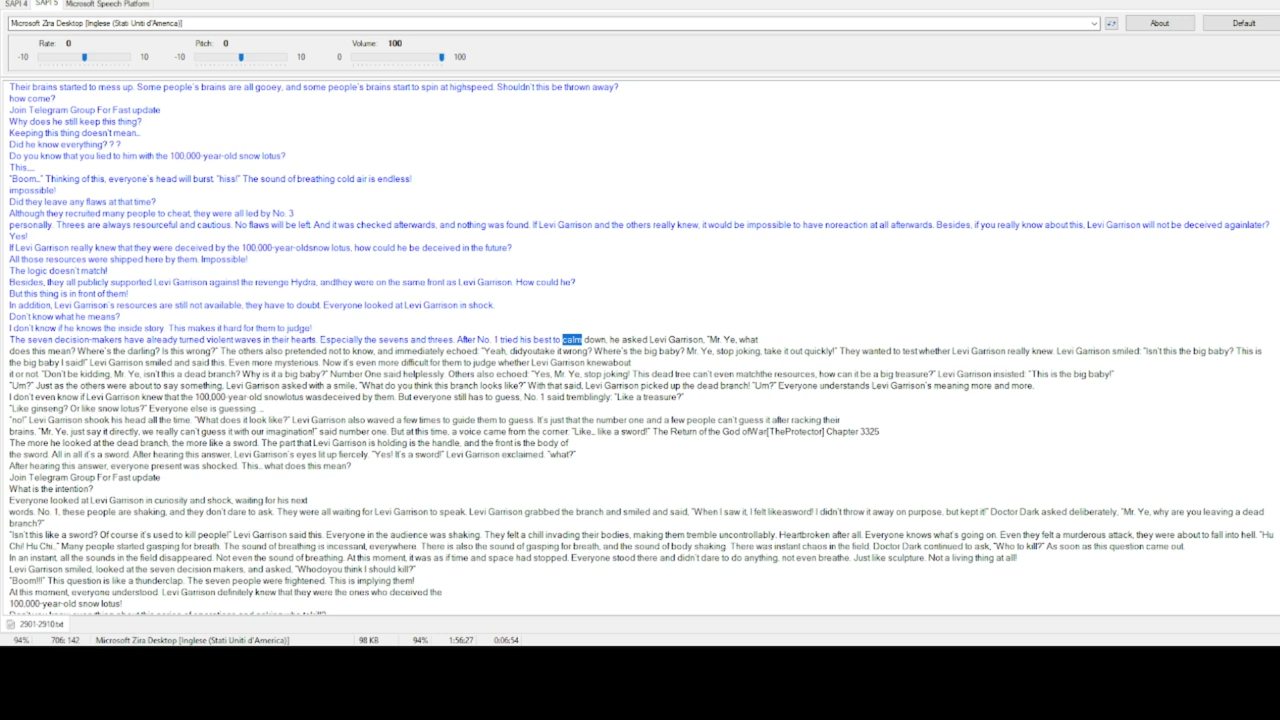 SAPI 4 SAPI 5 Microsoft Speech Platform
Microsoft Zira Desktop [Inglese (Stati Uniti d'America)]
About
Default
Rate: 0 Pitch: 0 Volume: 100
-10 10 -10 10 0 100
Their brains started to mess up. Some people's brains are all gooey, and some people's brains start to spin at highspeed. Shouldn't this be thrown away?
how come?
Join Telegram Group For Fast update
Why does he still keep this thing?
Keeping this thing doesn't mean..
Did he know everything? ? ?
Do you know that you lied to him with the 100,000-year-old snow lotus?
This....
"Boom..." Thinking of this, everyone's head will burst. "hiss!" The sound of breathing cold air is endless!
impossible!
Did they leave any flaws at that time?
Although they recruited many people to cheat, they were all led by No. 3
personally. Threes are always resourceful and cautious. No flaws will be left. And it was checked afterwards, and nothing was found. If Levi Garrison and the others really knew, it would be impossible to have noreaction at all afterwards. Besides, if you really know about this, Levi Garrison will not be deceived againlater?
Yes!
If Levi Garrison really knew that they were deceived by the 100,000-year-oldsnow lotus, how could he be deceived in the future?
All those resources were shipped here by them. Impossible!
The logic doesn't match!
Besides, they all publicly supported Levi Garrison against the revenge Hydra, andthey were on the same front as Levi Garrison. How could he?
But this thing is in front of them!
In addition, Levi Garrison's resources are still not available, they have to doubt. Everyone looked at Levi Garrison in shock.
Don't know what he means?
I don't know if he knows the inside story. This makes it hard for them to judge!
The seven decision-makers have already turned violent waves in their hearts. Especially the sevens and threes. After No. 1 tried his best to calm down, he asked Levi Garrison, "Mr. Ye, what
does this mean? Where's the darling? Is this wrong?" The others also pretended not to know, and immediately echoed: "Yeah, didyoutake it wrong? Where's the big baby? Mr. Ye, stop joking, take it out quickly!" They wanted to test whether Levi Garrison really knew. Levi Garrison smiled: "Isn't this the big baby? This is
the big baby I said!" Levi Garrison smiled and said this. Even more mysterious. Now it's even more difficult for them to judge whether Levi Garrison knewabout
it or not. "Don't be kidding, Mr. Ye, isn't this a dead branch? Why is it a big baby?" Number One said helplessly. Others also echoed: "Yes, Mr. Ye, stop joking! This dead tree can't even matchthe resources, how can it be a big treasure?" Levi Garrison insisted: "This is the big baby!"
"Um?" Just as the others were about to say something, Levi Garrison asked with a smile, "What do you think this branch looks like?" With that said, Levi Garrison picked up the dead branch! "Um?" Everyone understands Levi Garrison's meaning more and more.
I don't even know if Levi Garrison knew that the 100,000-year-old snowlotus wasdeceived by them. But everyone still has to guess, No. 1 said tremblingly: "Like a treasure?"
"Like ginseng? Or like snow lotus?" Everyone else is guessing....
"no!" Levi Garrison shook his head all the time. "What does it look like?" Levi Garrison also waved a few times to guide them to guess. It's just that the number one and a few people can't guess it after racking their
brains. "Mr. Ye, just say it directly, we really can't guess it with our imagination!" said number one. But at this time, a voice came from the corner. "Like... like a sword!" The Return of the God ofWar[TheProtector] Chapter 3325
The more he looked at the dead branch, the more like a sword. The part that Levi Garrison is holding is the handle, and the front is the body of
the sword. All in all it's a sword. After hearing this answer, Levi Garrison's eyes lit up fiercely. "Yes! It's a sword!" Levi Garrison exclaimed. "what?"
After hearing this answer, everyone present was shocked. This.. what does this mean?
Join Telegram Group For Fast update
What is the intention?
Everyone looked at Levi Garrison in curiosity and shock, waiting for his next
words. No. 1, these people are shaking, and they don't dare to ask. They were all waiting for Levi Garrison to speak. Levi Garrison grabbed the branch and smiled and said, "When I saw it, I felt likeasword! I didn't throw it away on purpose, but kept it!" Doctor Dark asked deliberately, "Mr. Ye, why are you leaving a dead
branch?"
"Isn't this like a sword? Of course it's used to kill people!" Levi Garrison said this. Everyone in the audience was shaking. They felt a chill invading their bodies, making them tremble uncontrollably. Heartbroken after all. Everyone knows what's going on. Even they felt a murderous attack, they were about to fall into hell. "Hu
Chi! Hu Chi..." Many people started gasping for breath. The sound of breathing is incessant, everywhere. There is also the sound of gasping for breath, and the sound of body shaking. There was instant chaos in the field. Doctor Dark continued to ask, "Who to kill?" As soon as this question came out.
In an instant, all the sounds in the field disappeared. Not even the sound of breathing. At this moment, it was as if time and space had stopped. Everyone stood there and didn't dare to do anything, not even breathe. Just like sculpture. Not a living thing at all!
Levi Garrison smiled, looked at the seven decision makers, and asked, "Whodoyou think I should kill?"
"Boom!!!" This question is like a thunderclap. The seven people were frightened. This is implying them!
At this moment, everyone understood. Levi Garrison definitely knew that they were the ones who deceived the
100,000-year-old snow lotus!
2901-2910.txt
94% 706: 142 Microsoft Zira Desktop [Inglese (Stati Uniti d'America)] 98 KB 94% 1:56:27 0:06:54